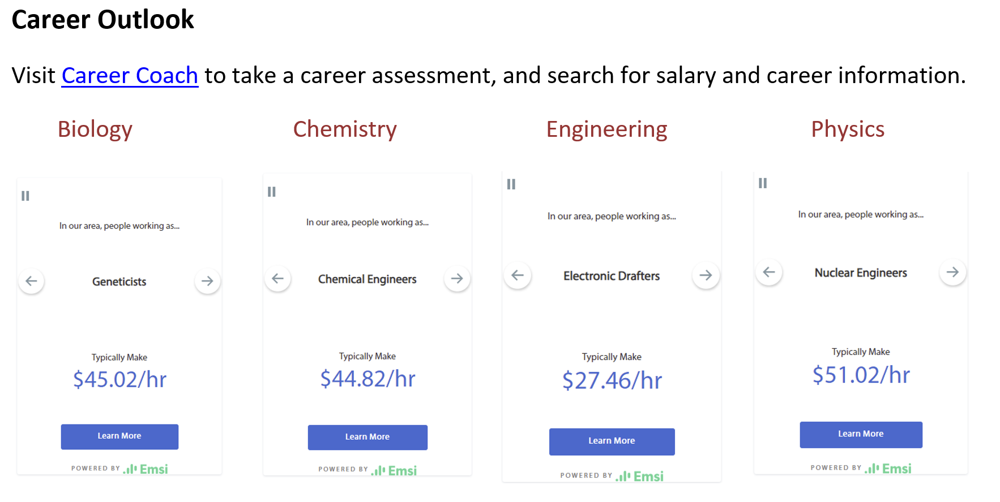 Career Outlook
Visit Career Coach to take a career assessment, and search for salary and career information.
Biology
In our area, people working as...
Geneticists
Typically Make
$45.02/hr
Learn More
POWERED BY Emsi
Chemistry
In our area, people working as...
Chemical Engineers
Typically Make
$44.82/hr
Learn More
POWERED BY Emsi
Engineering
In our area, people working as...
Electronic Drafters
Typically Make
$27.46/hr
Learn More
POWERED BY Emsi
Physics
In our area, people working as...
Nuclear Engineers
Typically Make
$51.02/hr
Learn More
POWERED BY Emsi